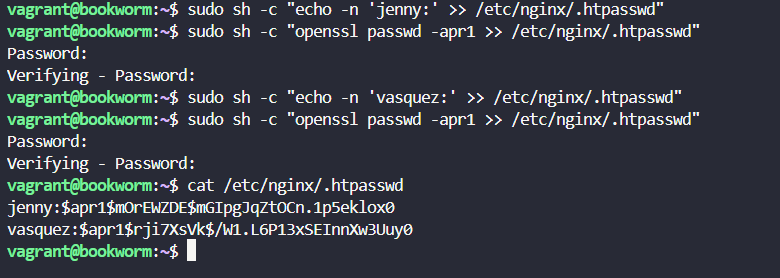 vagrant@bookworm:~$ sudo sh -c "echo -n 'jenny:' >> /etc/nginx/.htpasswd"
vagrant@bookworm:~$ sudo sh -c "openssl passwd -apr1 >> /etc/nginx/.htpasswd"
Password:
Verifying - Password:
vagrant@bookworm:~$ sudo sh -c "echo -n 'vasquez:' >> /etc/nginx/.htpasswd"
vagrant@bookworm:~$ sudo sh -c "openssl passwd -apr1 >> /etc/nginx/.htpasswd"
Password:
Verifying - Password:
vagrant@bookworm:~$ cat /etc/nginx/.htpasswd
jenny:$apr1$mOrEWZDE$mGIpgJqZtOCn.1p5eklox0
vasquez:$apr1$rji7XsVk$/W1.L6P13xSEInnXw3Uuy0
vagrant@bookworm:~$